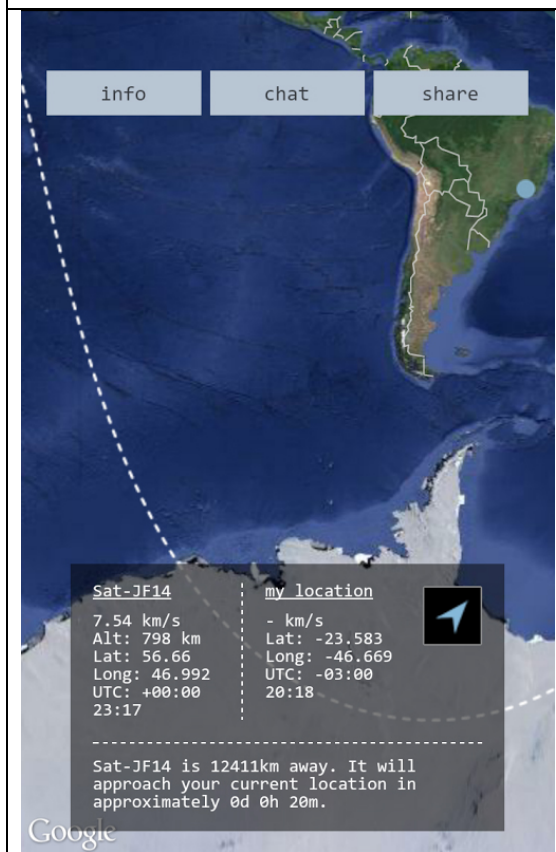 info
chat
share
Sat-JF14
7.54 km/s
Alt: 798 km
Lat: 56.66
Long: 46.992
UTC: +00:00
23:17
my location
- km/s
Lat: -23.583
Long: -46.669
UTC: -03:00
20:18
Sat-JF14 is 12411km away. It will
approach your current location in
approximately 0d 0h 20m.
Google